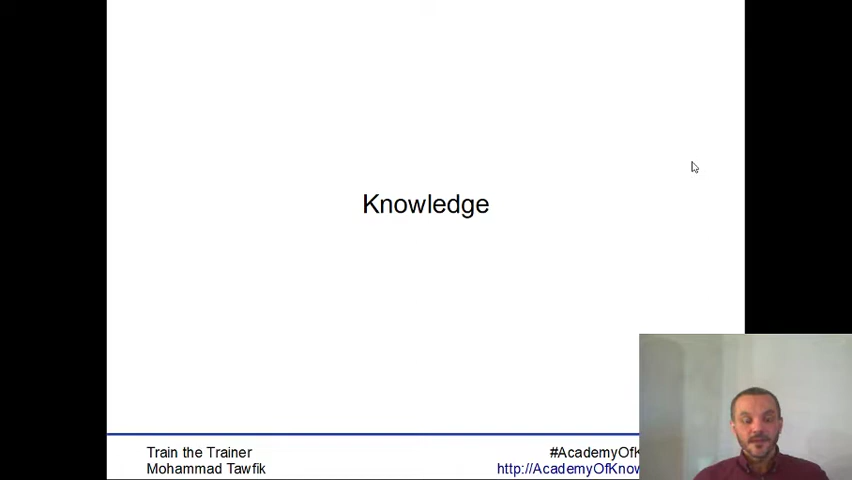 Knowledge
Train the Trainer
Mohammad Tawfik
#AcademyOfK
http://AcademyOfKnow